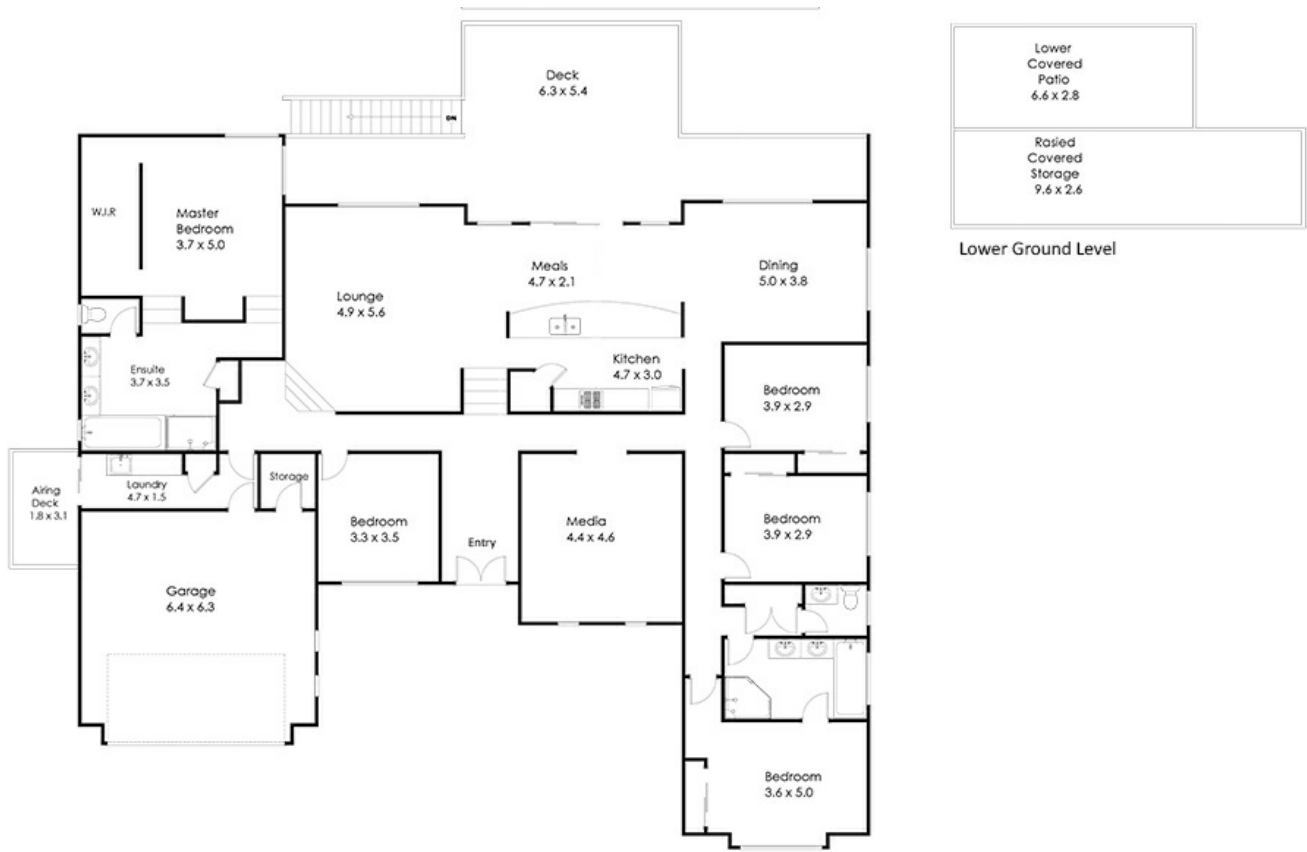 Deck
6.3 x 5.4
DN
W.I.R
Master
Bedroom
3.7 x 5.0
Lounge
4.9 x 5.6
Meals
4.7 x 2.1
Dining
5.0 x 3.8
Kitchen
4.7 x 3.0
Ensuite
3.7 x 3.5
Bedroom
3.9 x 2.9
Airing
Deck
1.8 x 3.1
Laundry
4.7 x 1.5
Storage
Bedroom
3.3 x 3.5
Entry
Media
4.4 x 4.6
Bedroom
3.9 x 2.9
Garage
6.4 x 6.3
Bedroom
3.6 x 5.0
Lower
Covered
Patio
6.6 x 2.8
Rasied
Covered
Storage
9.6 x 2.6
Lower Ground Level